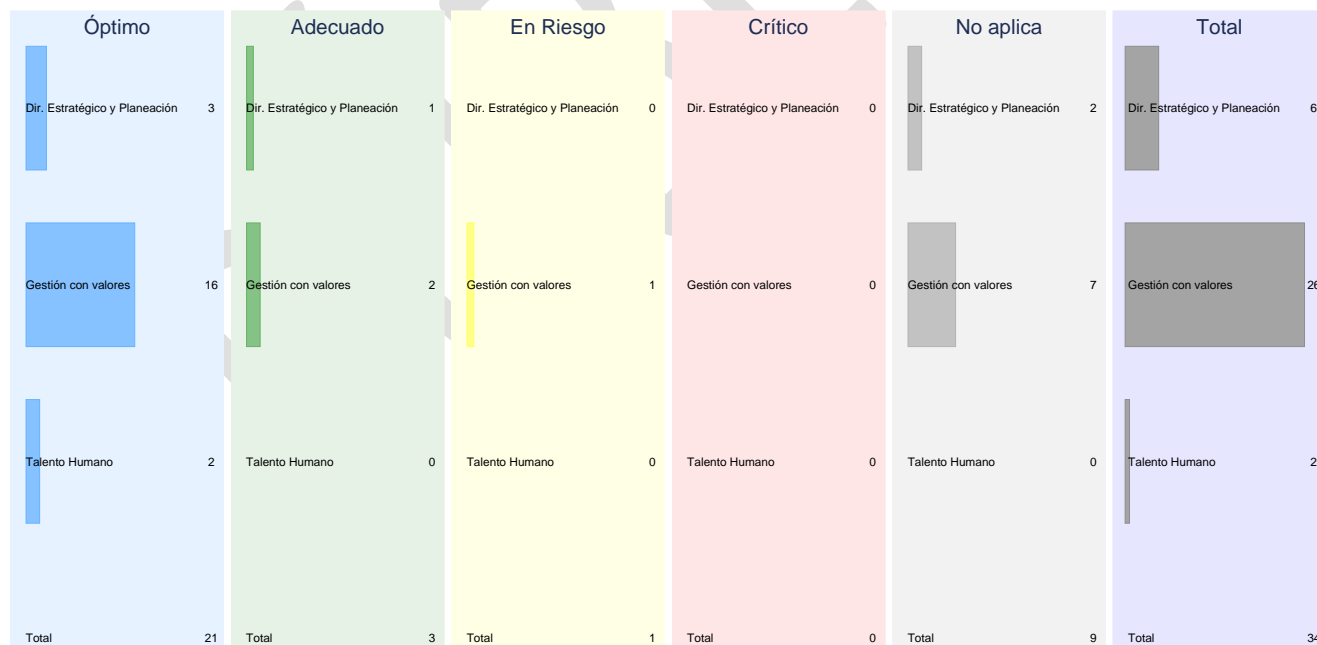 Óptimo Adecuado En Riesgo Crítico No aplica Total
Dir. Estratégico y Planeación 3 Dir. Estratégico y Planeación 1 Dir. Estratégico y Planeación 0 Dir. Estratégico y Planeación 0 Dir. Estratégico y Planeación 2 Dir. Estratégico y Planeación 6
Gestión con valores 16 Gestión con valores 2 Gestión con valores 1 Gestión con valores 0 Gestión con valores 7 Gestión con valores 26
Talento Humano 2 Talento Humano 0 Talento Humano 0 Talento Humano 0 Talento Humano 0 Talento Humano 2
Total 21 Total 3 Total 1 Total 0 Total 9 Total 34